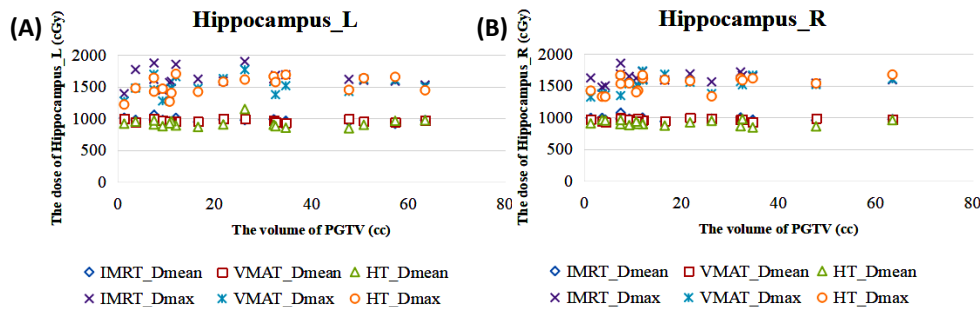 (A)
Hippocampus_L
The dose of Hippocampus_L (cGy)
2000
1500
1000
500
0
0 20 40 60 80
The volume of PGTV (cc)
IMRT_Dmean VMAT_Dmean HT_Dmean
IMRT_Dmax VMAT_Dmax HT_Dmax
(B)
Hippocampus_R
The dose of Hippocampus_R (cGy)
2000
1500
1000
500
0
0 20 40 60 80
The volume of PGTV (cc)
IMRT_Dmean VMAT_Dmean HT_Dmean
IMRT_Dmax VMAT_Dmax HT_Dmax